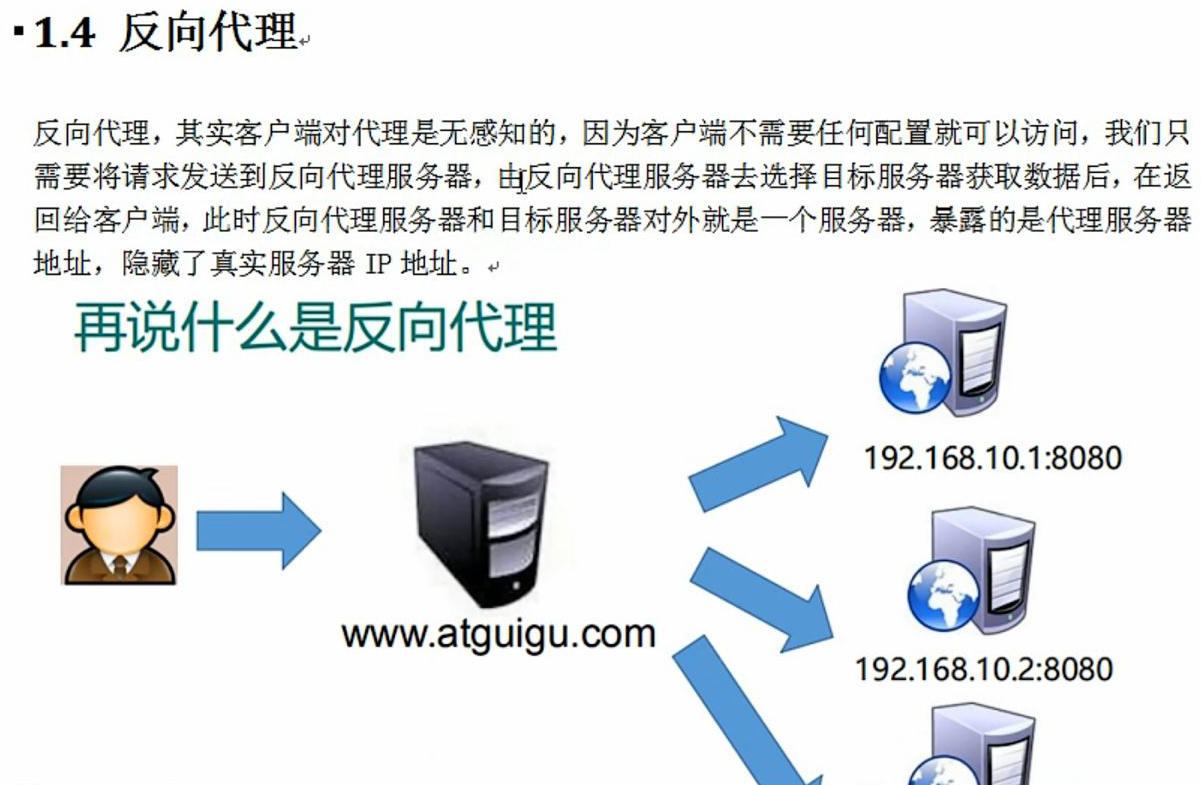 1.4 反向代理
反向代理，其实客户端对代理是无感知的，因为客户端不需要任何配置就可以访问，我们只
需要将请求发送到反向代理服务器，由反向代理服务器去选择目标服务器获取数据后，在返
回给客户端，此时反向代理服务器和目标服务器对外就是一个服务器，暴露的是代理服务器
地址，隐藏了真实服务器 IP 地址。
再说什么是反向代理
192.168.10.1:8080
www.atguigu.com
192.168.10.2:8080